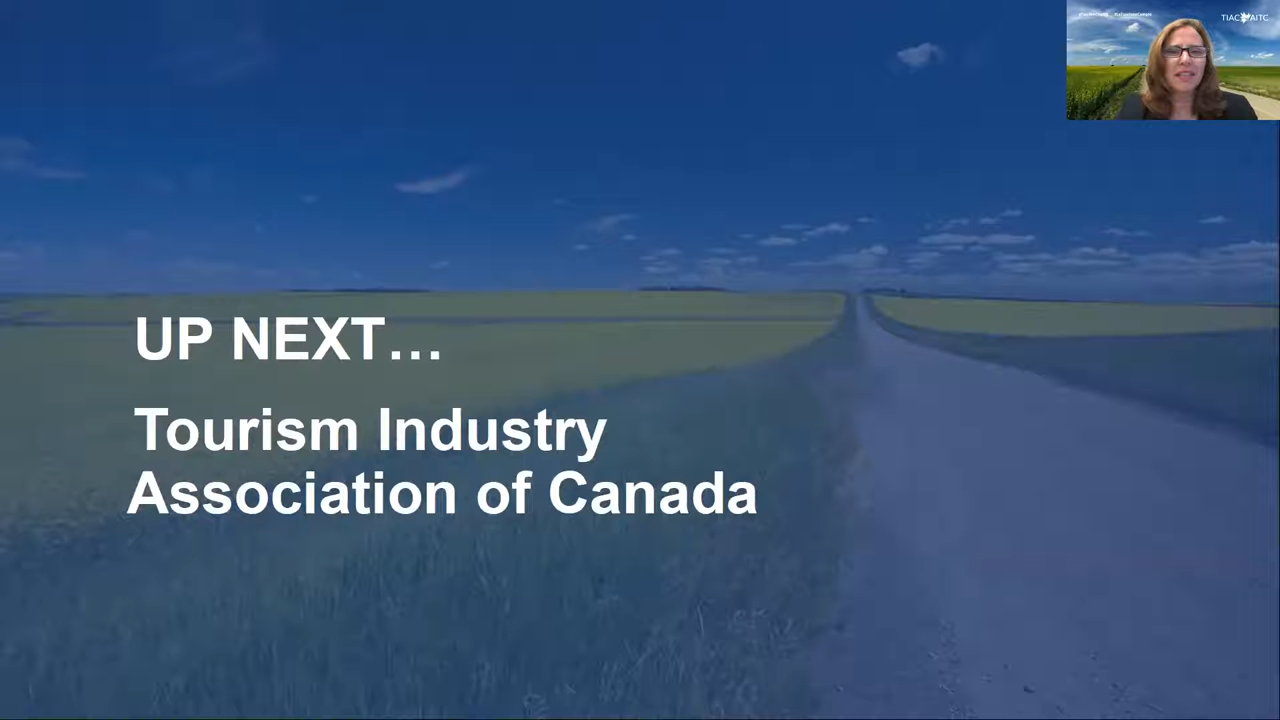 TIAC AITC
UP NEXT…
Tourism Industry
Association of Canada